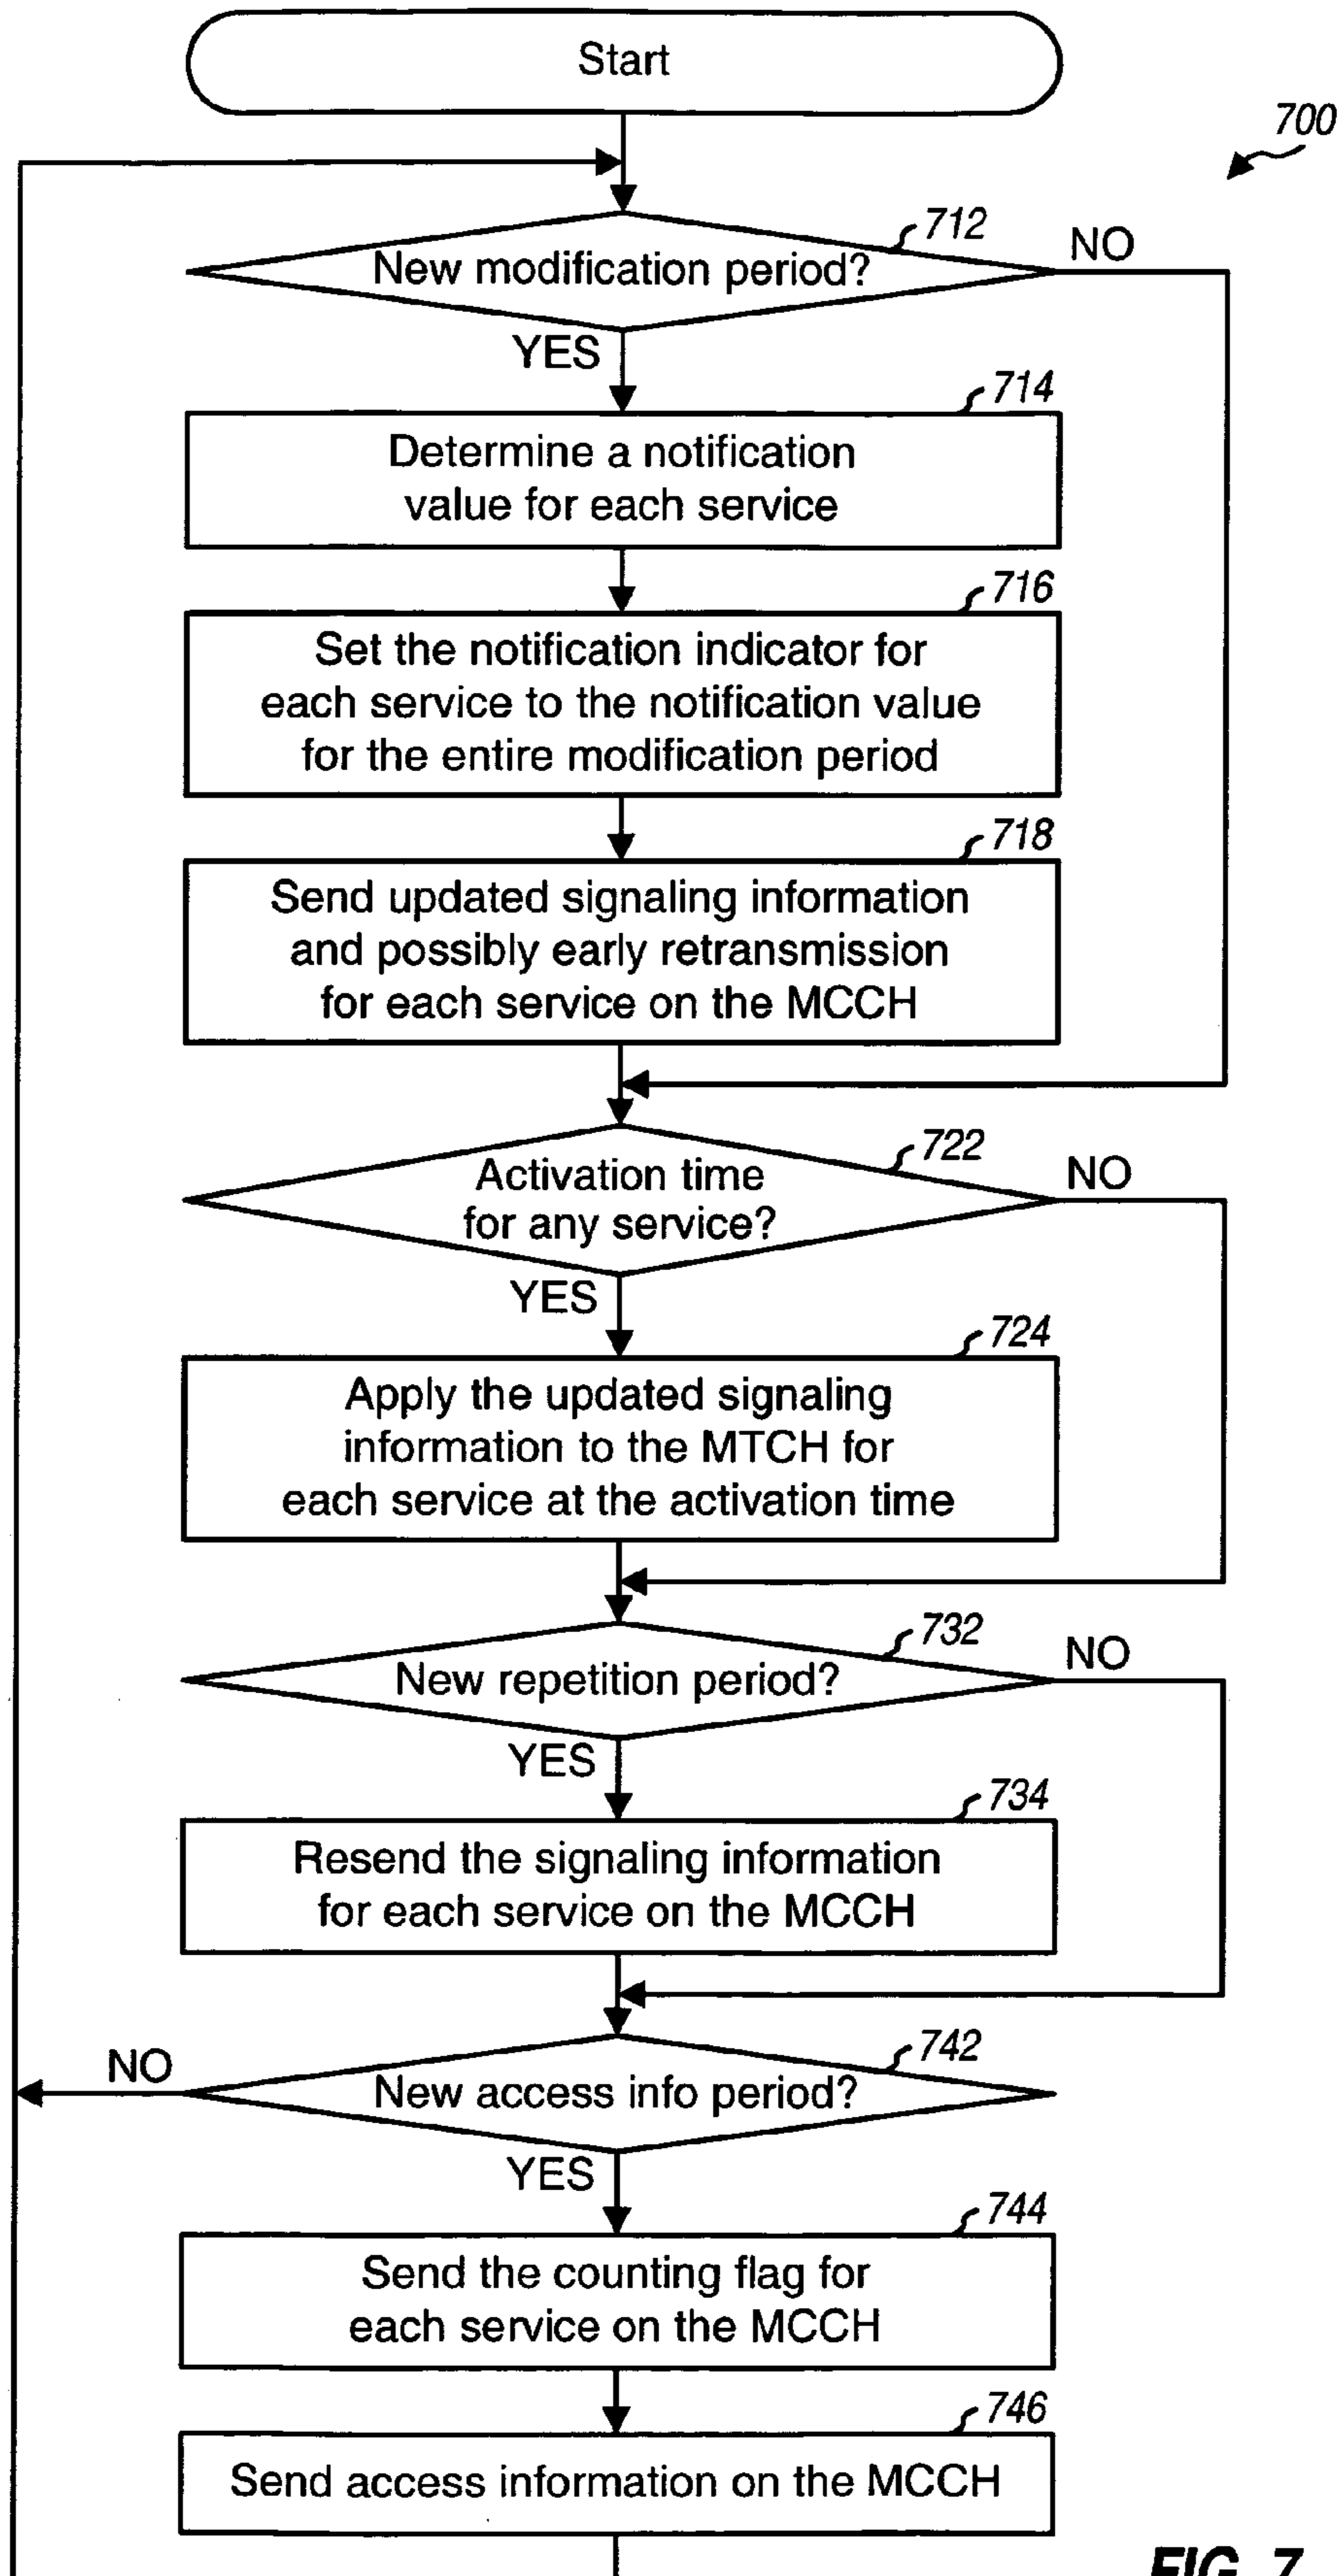 Start
700
712
New modification period?
NO
YES
714
Determine a notification
value for each service
716
Set the notification indicator for
each service to the notification value
for the entire modification period
718
Send updated signaling information
and possibly early retransmission
for each service on the MCCH
722
Activation time
for any service?
NO
YES
724
Apply the updated signaling
information to the MTCH for
each service at the activation time
732
New repetition period?
NO
YES
734
Resend the signaling information
for each service on the MCCH
742
New access info period?
NO
YES
744
Send the counting flag for
each service on the MCCH
746
Send access information on the MCCH
FIG. 7